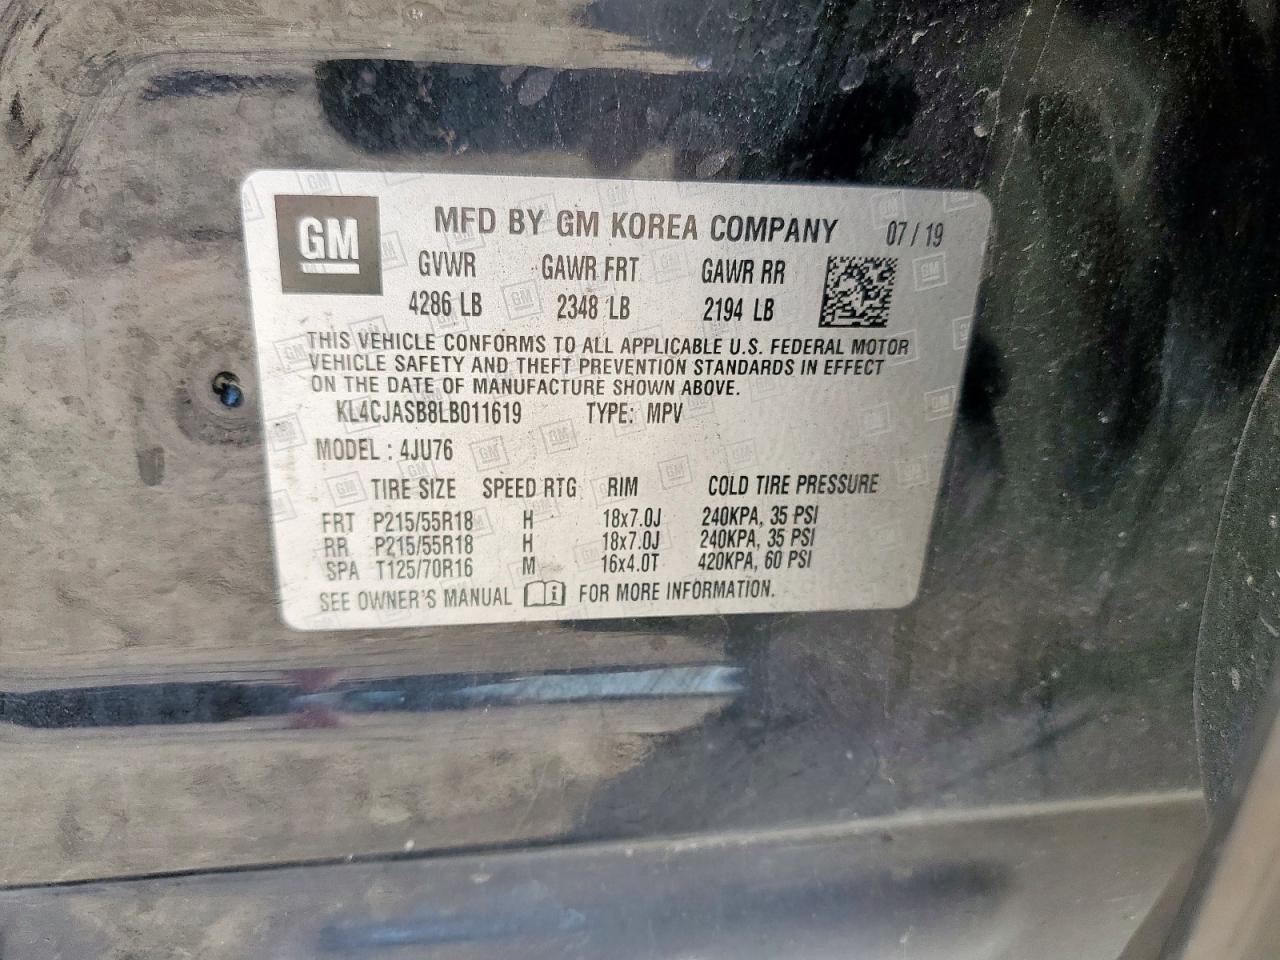 GM
MFD BY GM KOREA COMPANY 07/19
GVWR GAWR FRT GAWR RR
4286 LB 2348 LB 2194 LB
THIS VEHICLE CONFORMS TO ALL APPLICABLE U.S. FEDERAL MOTOR
VEHICLE SAFETY AND THEFT PREVENTION STANDARDS IN EFFECT
ON THE DATE OF MANUFACTURE SHOWN ABOVE.
KL4CJASB8LB011619 TYPE: MPV
MODEL : 4JU76
TIRE SIZE SPEED RTG RIM COLD TIRE PRESSURE
FRT P215/55R18 H 18x7.0J 240KPA, 35 PSI
RR P215/55R18 H 18x7.0J 240KPA, 35 PSI
SPA T125/70R16 M 16x4.0T 420KPA, 60 PSI
SEE OWNER'S MANUAL FOR MORE INFORMATION.